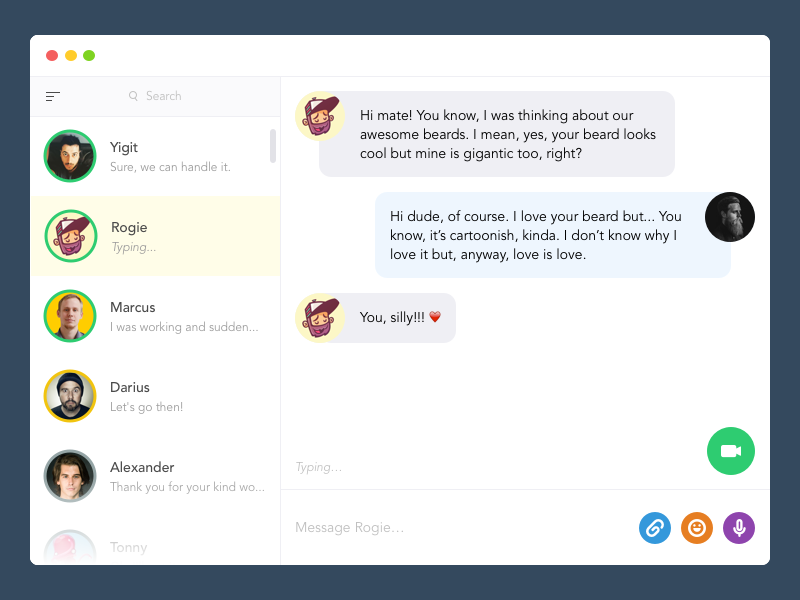 Search
Yigit
Sure, we can handle it.
Rogie
Typing...
Marcus
I was working and sudden...
Darius
Let's go then!
Alexander
Thank you for your kind wo...
Tonny
Hi mate! You know, I was thinking about our
awesome beards. I mean, yes, your beard looks
cool but mine is gigantic too, right?
Hi dude, of course. I love your beard but... You
know, it’s cartoonish, kinda. I don’t know why I
love it but, anyway, love is love.
You, silly!!! ❤
Typing...
Message Rogie...